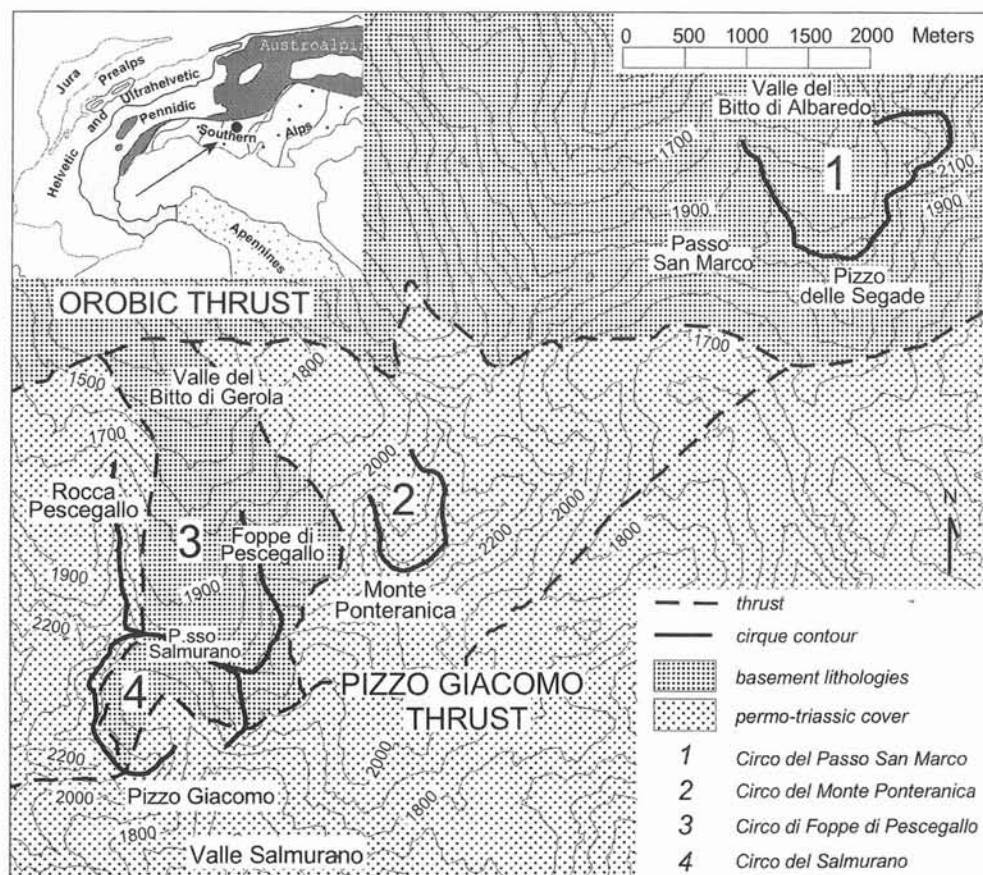 Jura
Prealps
Helvetic and Ultrahelvetic
Pennidic
Southern Alps
Apennines
0 500 1000 1500 2000 Meters
Valle del
Bitto di Albaredo
1
1700
2100
1900
1900
Passo
San Marco
Pizzo
delle Segade
OROBIC THRUST
1700
1800
1500
Valle del
Bitto di Gerola
1700
2000
Rocca
Pescegallo
2
3
Foppe di
Pescegallo
2200
2000
1800
N
1900
1900
Monte
Ponteranica
2200
P.sso
Salmurano
4
PIZZO GIACOMO
THRUST
2200
2000
2000
Pizzo Giacomo
1800
1800
Valle Salmurano
thrust
cirque contour
basement lithologies
permo-triassic cover
1 Circo del Passo San Marco
2 Circo del Monte Ponteranica
3 Circo di Foppe di Pescegallo
4 Circo del Salmurano